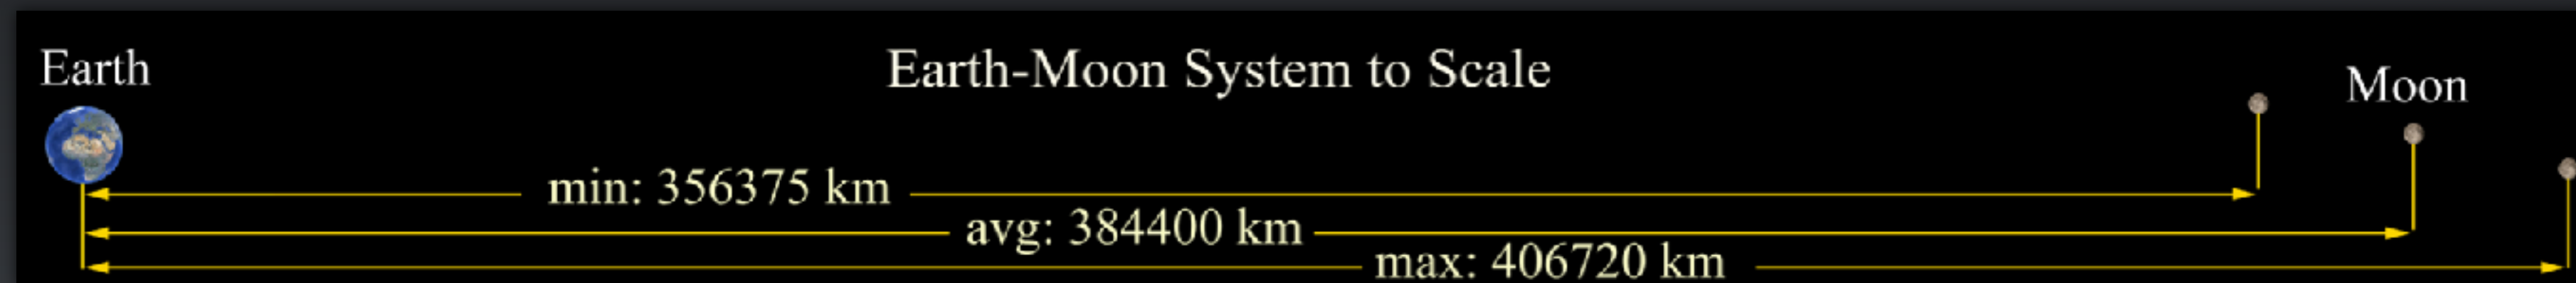 Earth
Earth-Moon System to Scale
Moon
min: 356375 km
avg: 384400 km
max: 406720 km